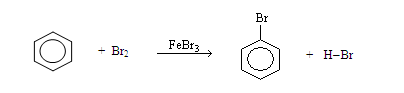 Br
+ Br₂ FeBr₃ + H–Br